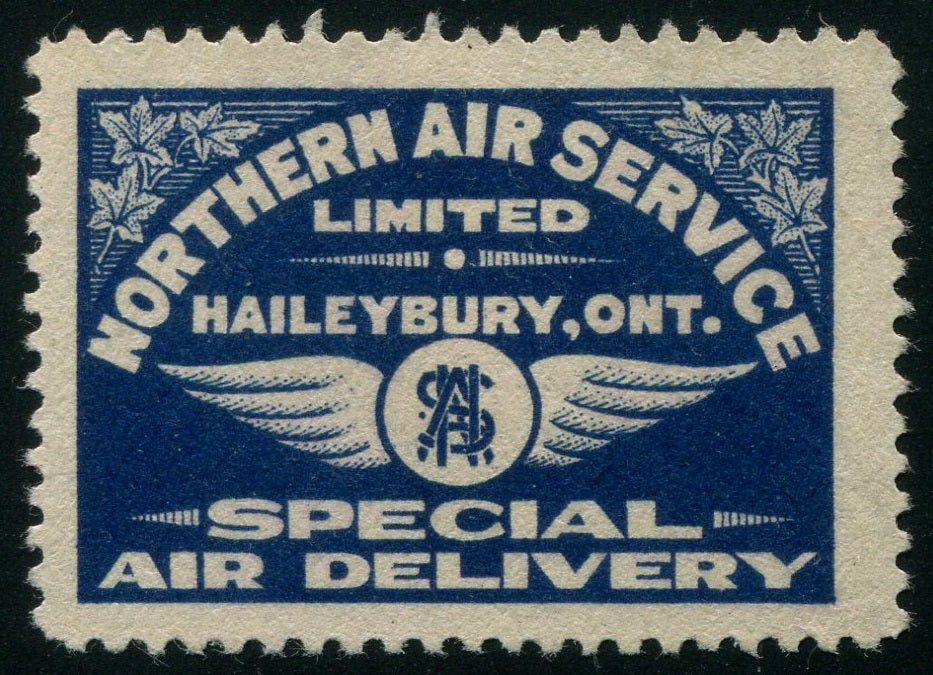 NORTHERN AIR SERVICE
LIMITED
HAILEYBURY, ONT.
SPECIAL
AIR DELIVERY